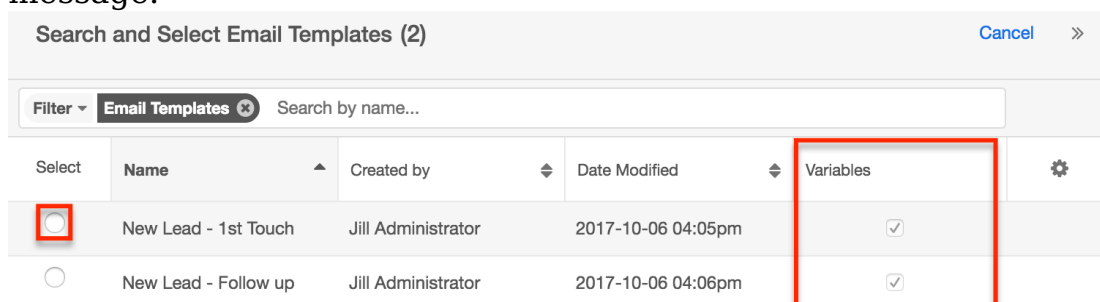 message.
Search and Select Email Templates (2) Cancel »
Filter Email Templates Search by name...
Select Name Created by Date Modified Variables
New Lead - 1st Touch Jill Administrator 2017-10-06 04:05pm
New Lead - Follow up Jill Administrator 2017-10-06 04:06pm